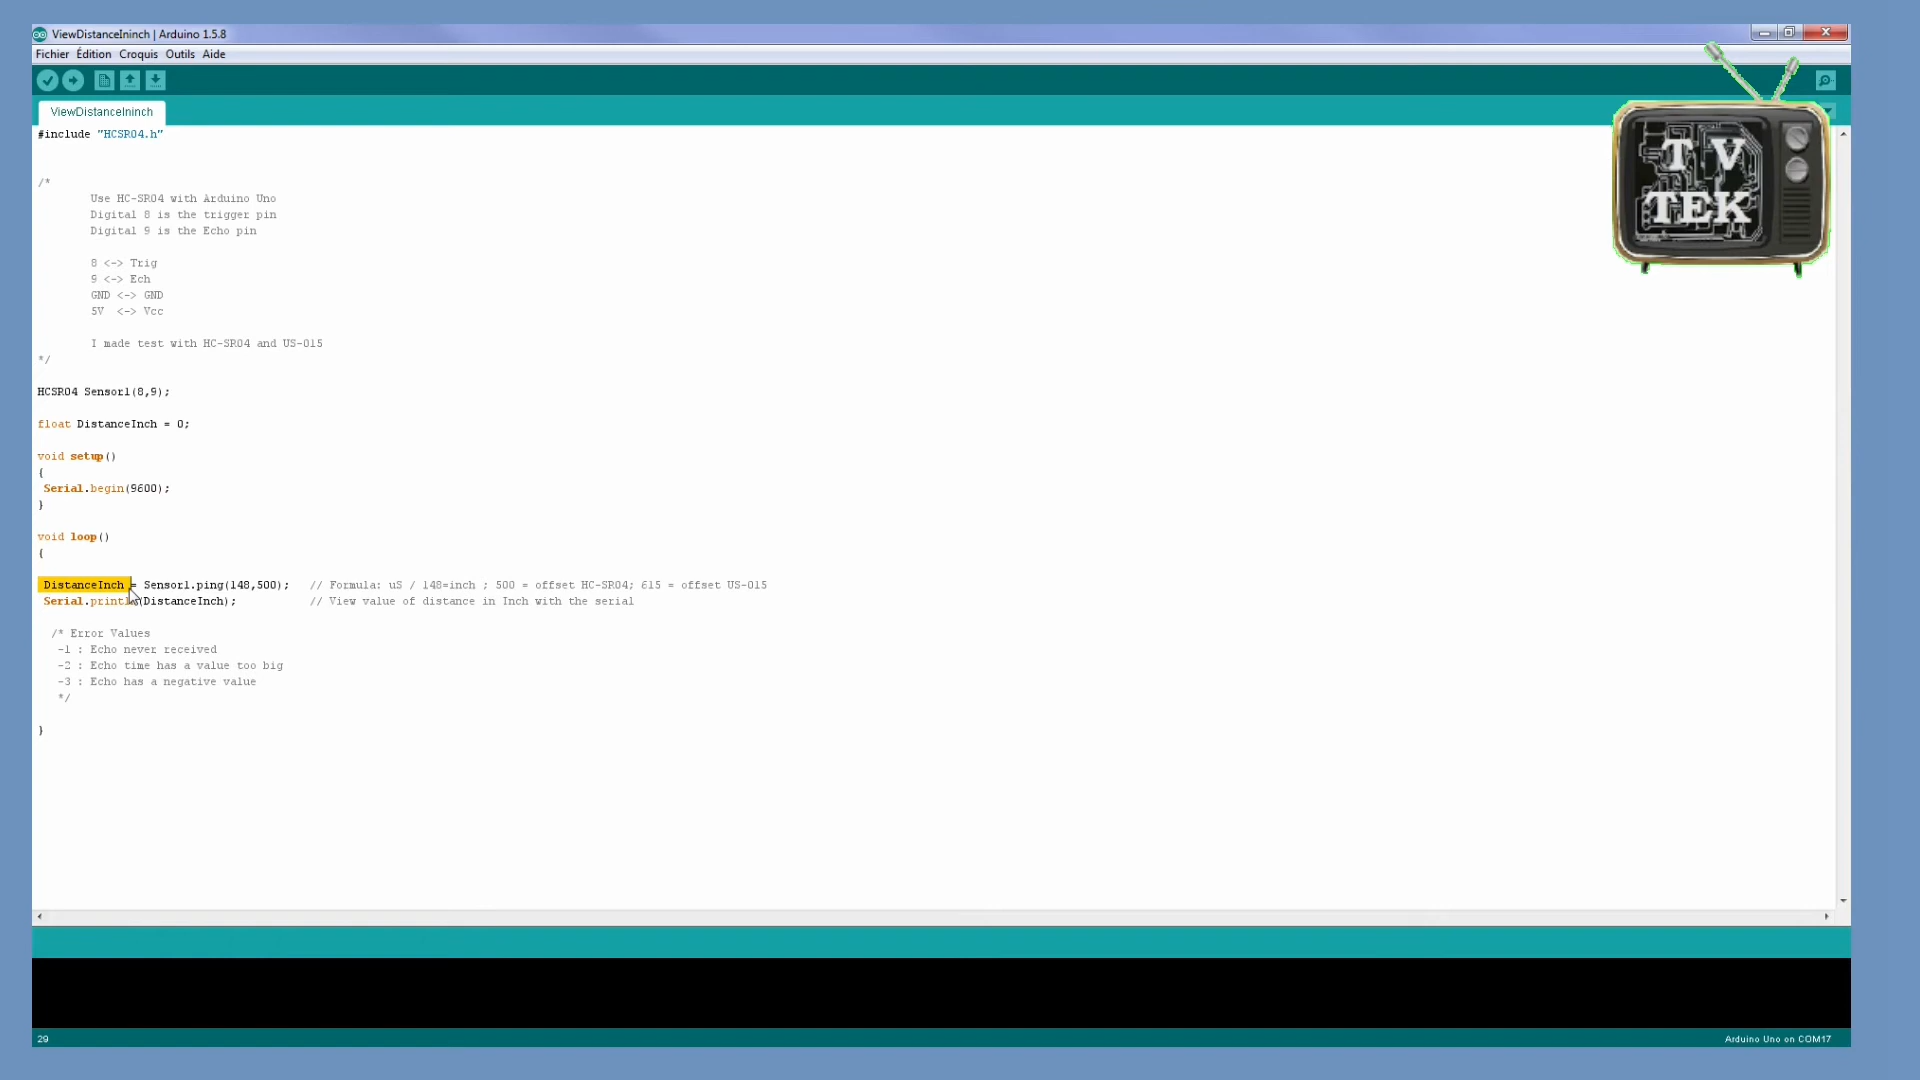 ViewDistanceIninch | Arduino 1.5.8
Fichier Édition Croquis Outils Aide
ViewDistanceIninch
#include "HCSR04.h"
/*
Use HC-SR04 with Arduino Uno
Digital 8 is the trigger pin
Digital 9 is the Echo pin
8 <-> Trig
9 <-> Ech
GND <-> GND
5V <-> Vcc
I made test with HC-SR04 and US-015
*/
HCSR04 Sensor1(8,9);
float DistanceInch = 0;
void setup()
{
Serial.begin(9600);
}
void loop()
{
DistanceInch = Sensor1.ping(148,500); // Formula: uS / 148=inch ; 500 = offset HC-SR04; 615 = offset US-015
Serial.println(DistanceInch); // View value of distance in Inch with the serial
/* Error Values
-1 : Echo never received
-2 : Echo time has a value too big
-3 : Echo has a negative value
*/
}
29
Arduino Uno on COM17
TV
TEK